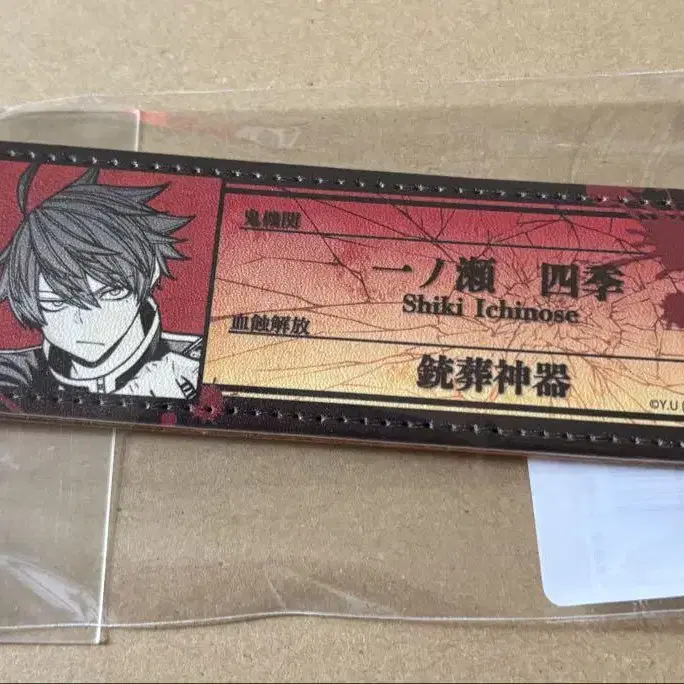 鬼機関
一ノ瀬 四季
Shiki Ichinose
血蝕解放
銃葬神器
©Y.U